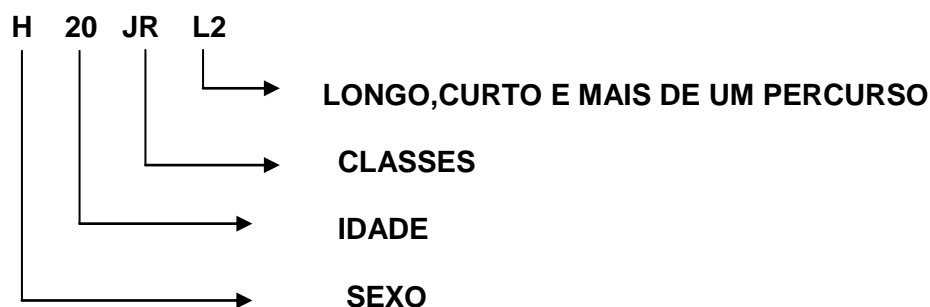 H 20 JR L2
LONGO,CURTO E MAIS DE UM PERCURSO
CLASSES
IDADE
SEXO